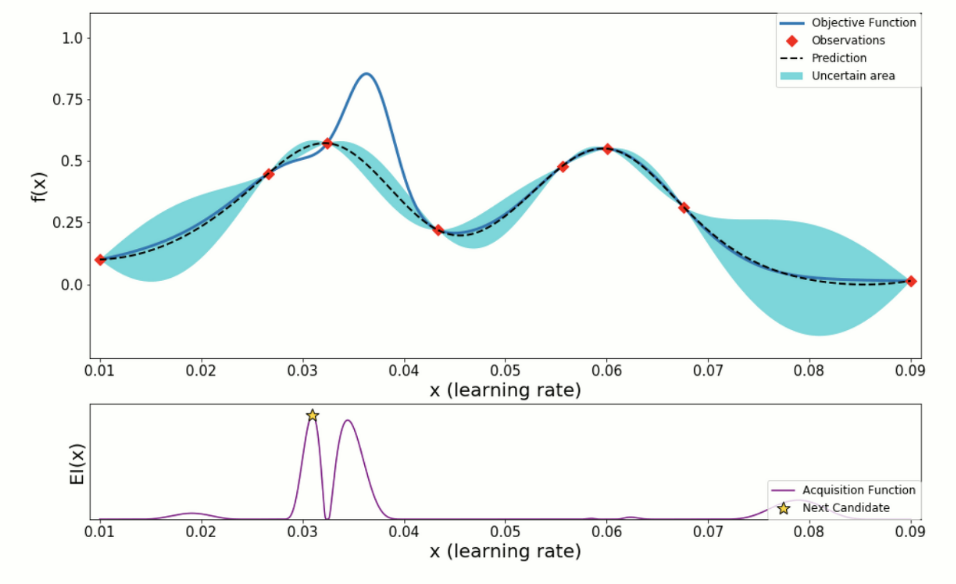 Objective Function
Observations
Prediction
Uncertain area
1.0
0.75
0.5
0.25
0.0
f(x)
0.01 0.02 0.03 0.04 0.05 0.06 0.07 0.08 0.09
x (learning rate)
EI(x)
Acquisition Function
Next Candidate
0.01 0.02 0.03 0.04 0.05 0.06 0.07 0.08 0.09
x (learning rate)